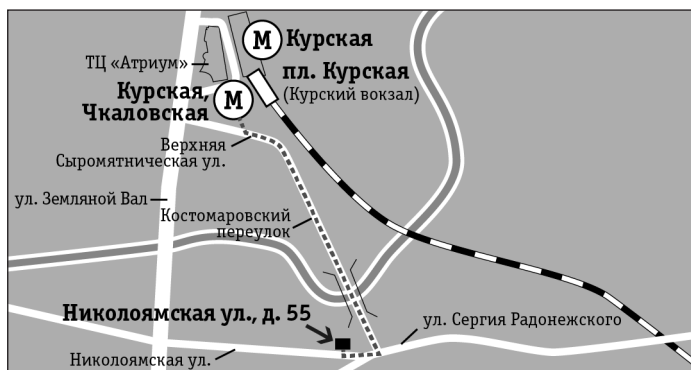 М Курская
ТЦ «Атриум»
пл. Курская
(Курский вокзал)
Курская,
Чкаловская
М
Верхняя
Сыромятническая ул.
ул. Земляной Вал
Костомаровский
переулок
Николоямская ул., д. 55
ул. Сергия Радонежского
Николоямская ул.